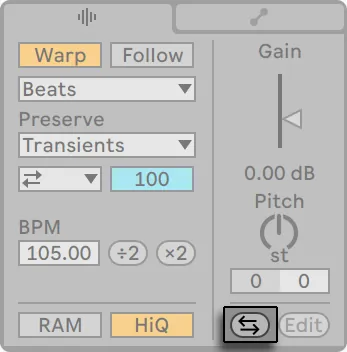 Warp Follow
Beats
Preserve
Transients
100
BPM
105.00 ÷2 ×2
RAM HiQ
Gain
0.00 dB
Pitch
st
0 0
Edit